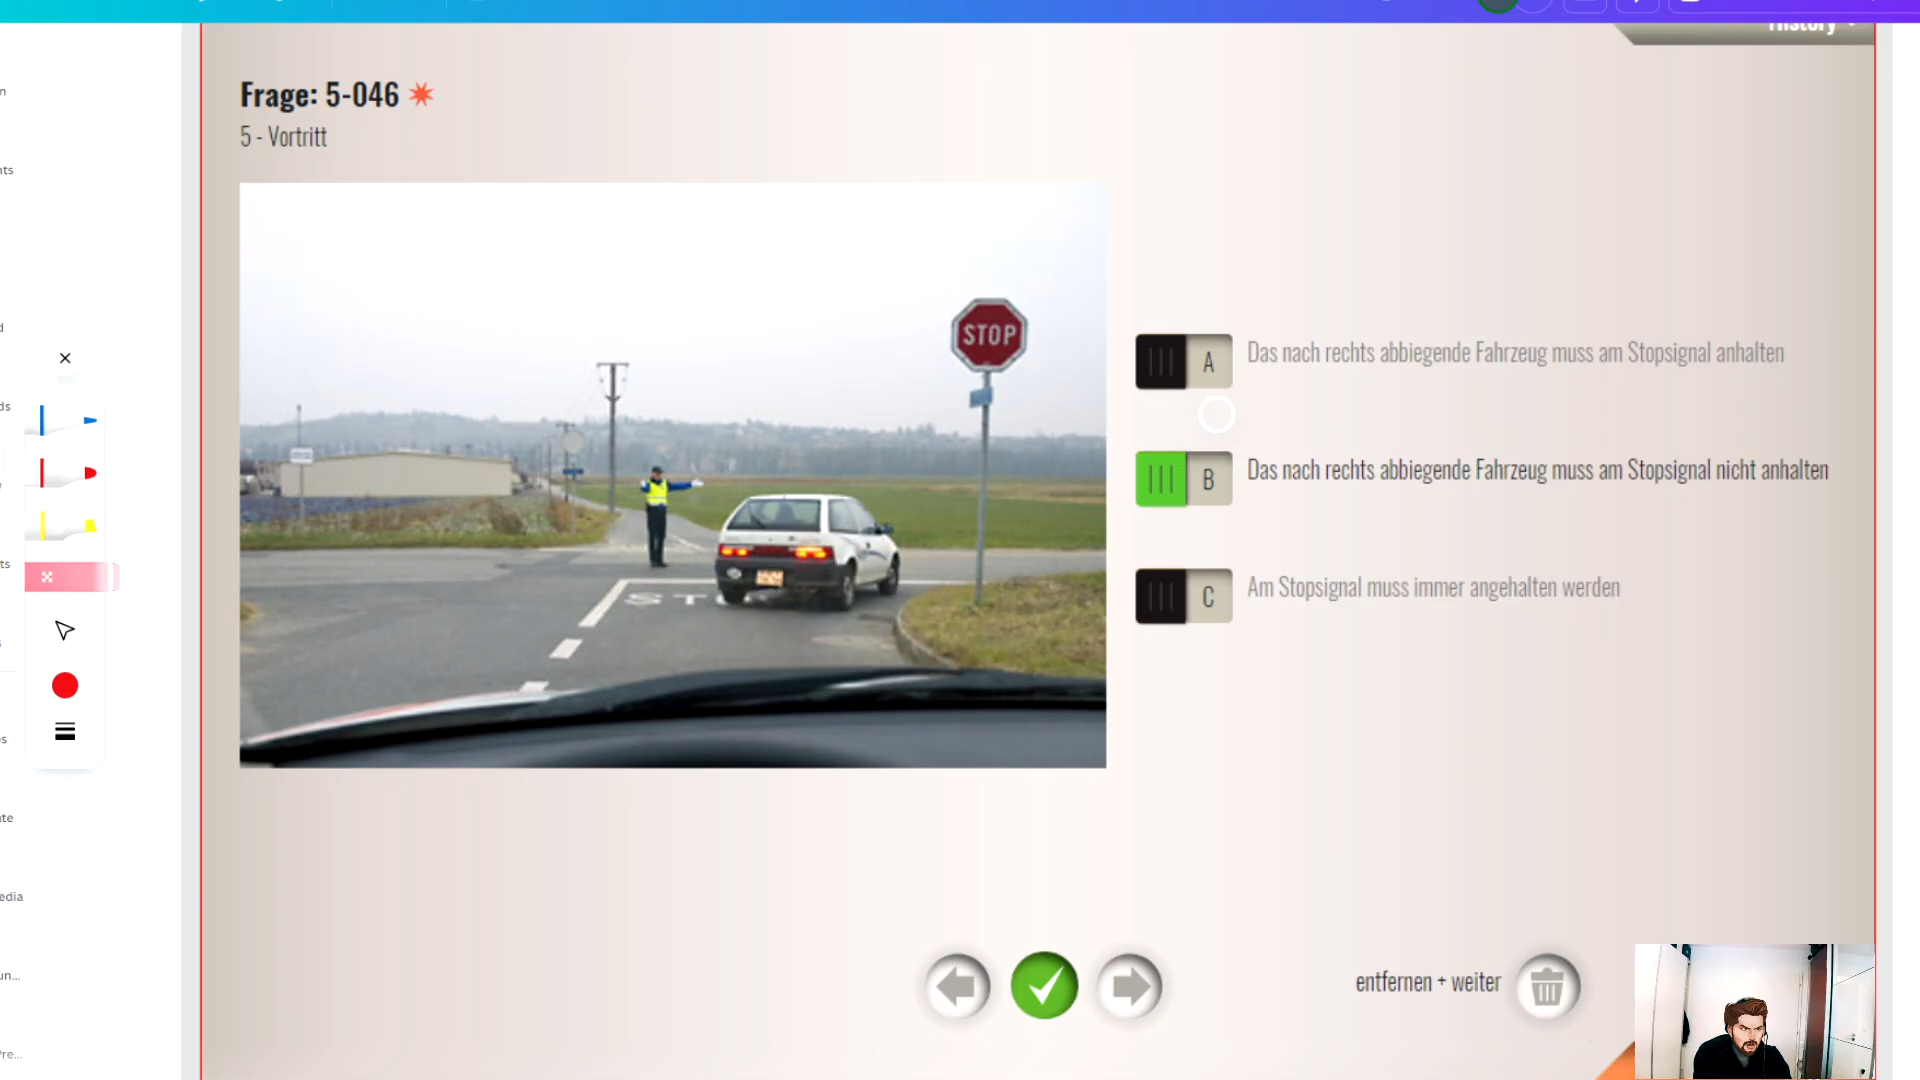 History
Frage: 5-046
5 - Vortritt
STOP
A
Das nach rechts abbiegende Fahrzeug muss am Stopsignal anhalten
B
Das nach rechts abbiegende Fahrzeug muss am Stopsignal nicht anhalten
C
Am Stopsignal muss immer angehalten werden
entfernen + weiter